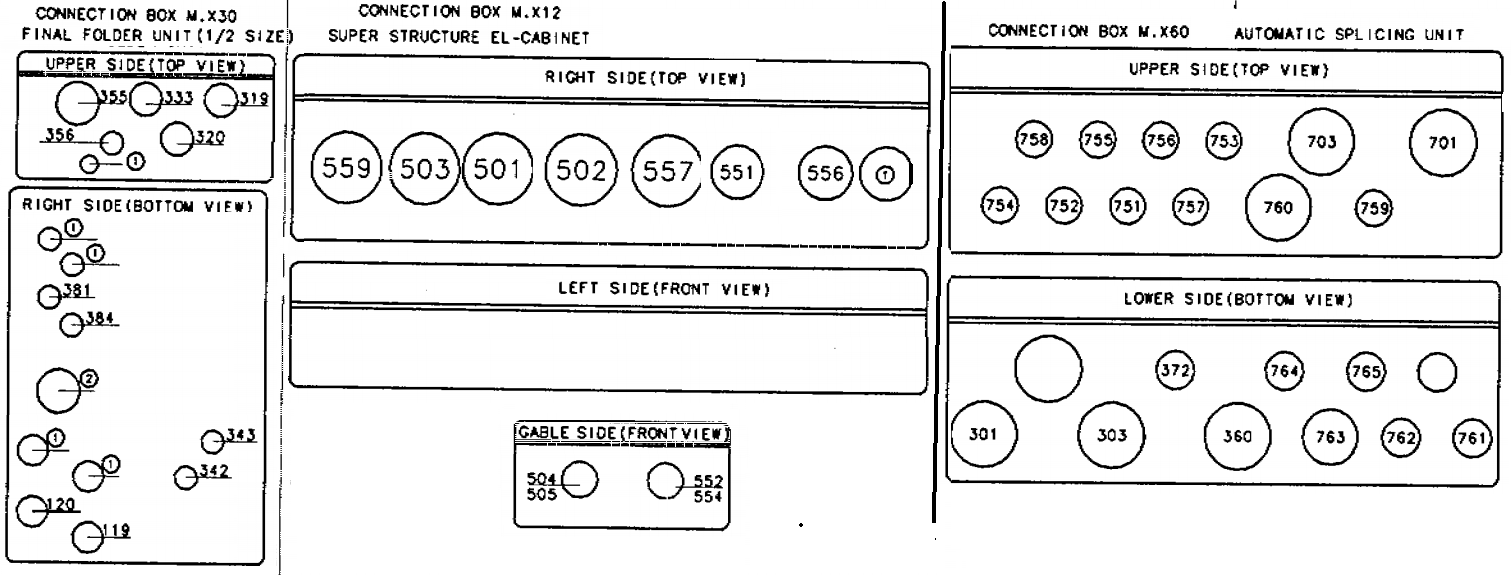 CONNECTION BOX M.X30
FINAL FOLDER UNIT(1/2 SIZE)
UPPER SIDE(TOP VIEW)
355 333 319
356 320
1
RIGHT SIDE(BOTTOM VIEW)
1
1
381
384
2
1 343
1 342
120
119
CONNECTION BOX M.X12
SUPER STRUCTURE EL-CABINET
RIGHT SIDE(TOP VIEW)
559 503 501 502 557 551 556 1
LEFT SIDE(FRONT VIEW)
GABLE SIDE(FRONT VIEW)
504 552
505 554
CONNECTION BOX M.X60 AUTOMATIC SPLICING UNIT
UPPER SIDE(TOP VIEW)
758 755 756 753 703 701
754 752 751 757 760 759
LOWER SIDE(BOTTOM VIEW)
372 764 765
301 303 360 763 762 761